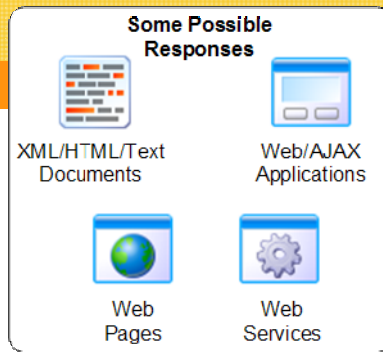 Some Possible
Responses
XML/HTML/Text
Documents
Web/AJAX
Applications
Web
Pages
Web
Services